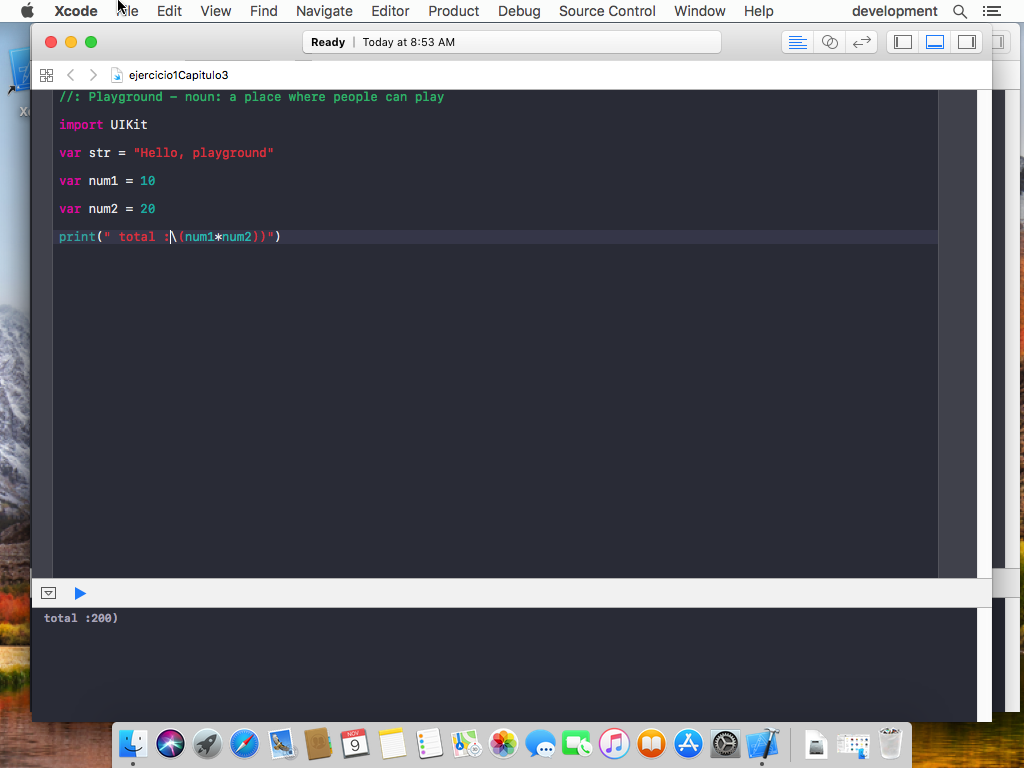 Xcode File Edit View Find Navigate Editor Product Debug Source Control Window Help development
Ready | Today at 8:53 AM
ejercicio1Capitulo3
//: Playground - noun: a place where people can play
import UIKit
var str = "Hello, playground"
var num1 = 10
var num2 = 20
print(" total :\(num1*num2))")
total :200)
NOV
9